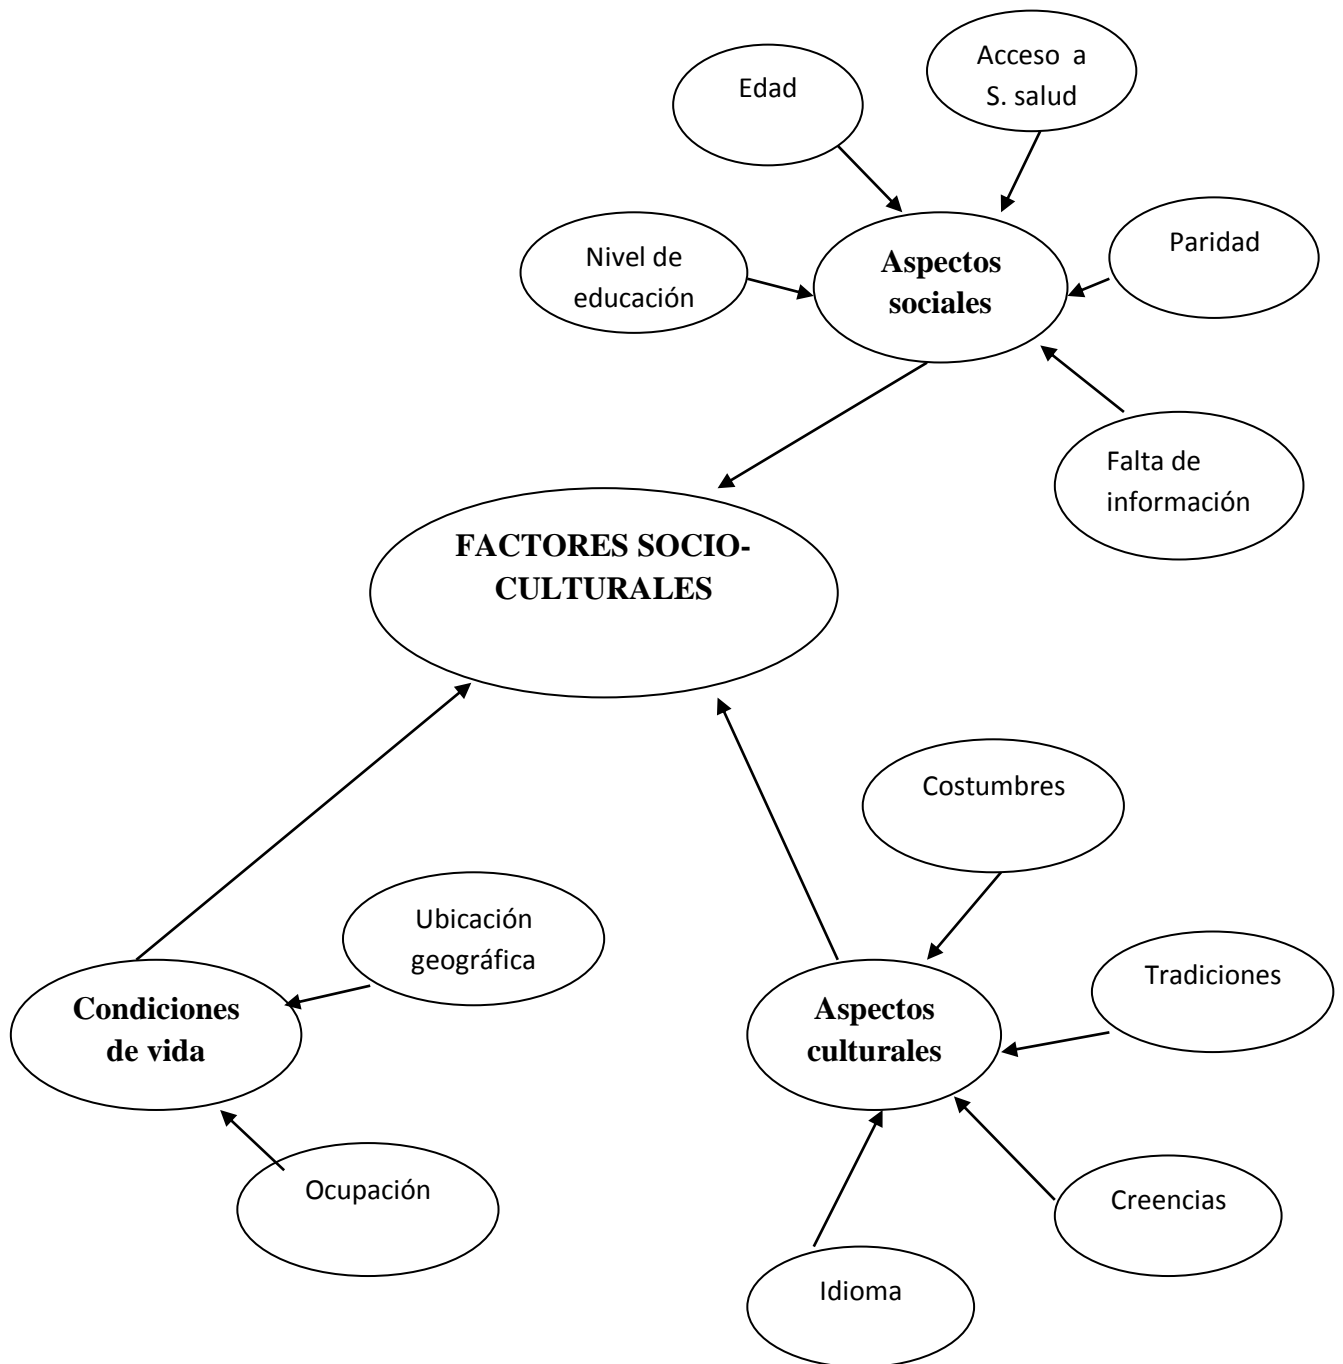 Acceso a
S. salud
Edad
Paridad
Nivel de
educación
Aspectos
sociales
Falta de
información
FACTORES SOCIO-
CULTURALES
Costumbres
Ubicación
geográfica
Tradiciones
Condiciones
de vida
Aspectos
culturales
Ocupación
Creencias
Idioma